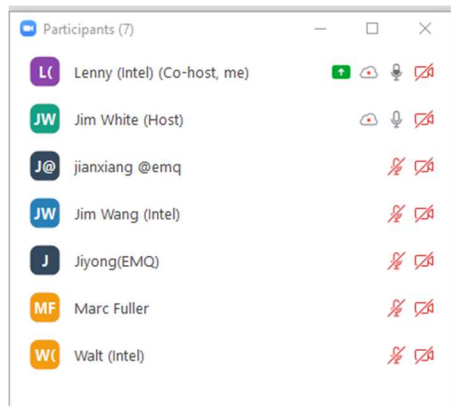 Participants (7)
L( Lenny (Intel) (Co-host, me)
JW Jim White (Host)
J@ jianxiang @emq
JW Jim Wang (Intel)
J Jiyong(EMQ)
MF Marc Fuller
W( Walt (Intel)